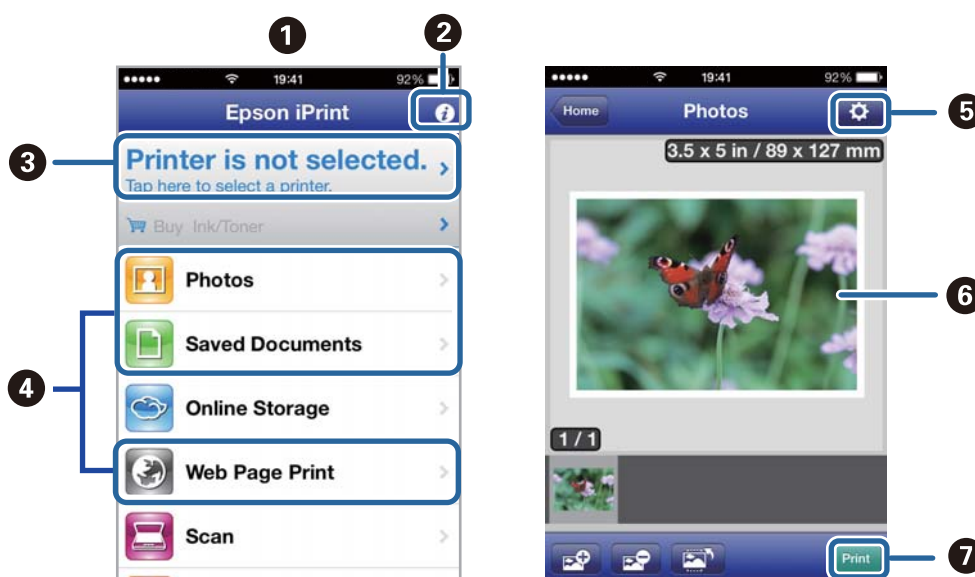 1
2
19:41
92%
Epson iPrint
i
3
Printer is not selected.
Tap here to select a printer.
Buy Ink/Toner
Photos
Saved Documents
4
Online Storage
Web Page Print
Scan
19:41
92%
Home
Photos
5
3.5 x 5 in / 89 x 127 mm
6
1/1
Print
7